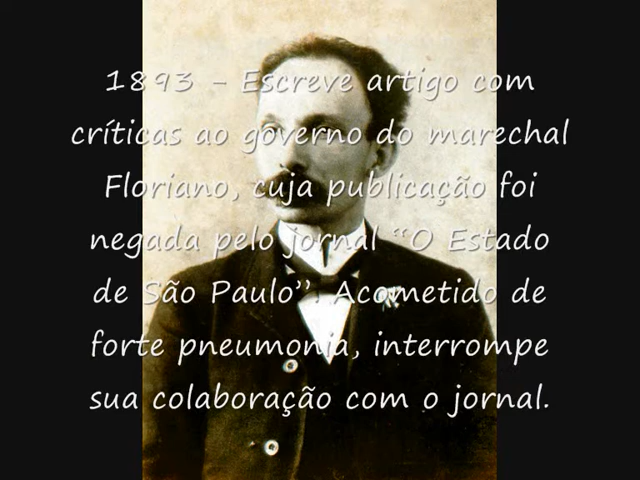 1893 - Escreve artigo com
críticas ao governo do marechal
Floriano, cuja publicação foi
negada pelo jornal “O Estado
de São Paulo”. Acometido de
forte pneumonia, interrompe
sua colaboração com o jornal.